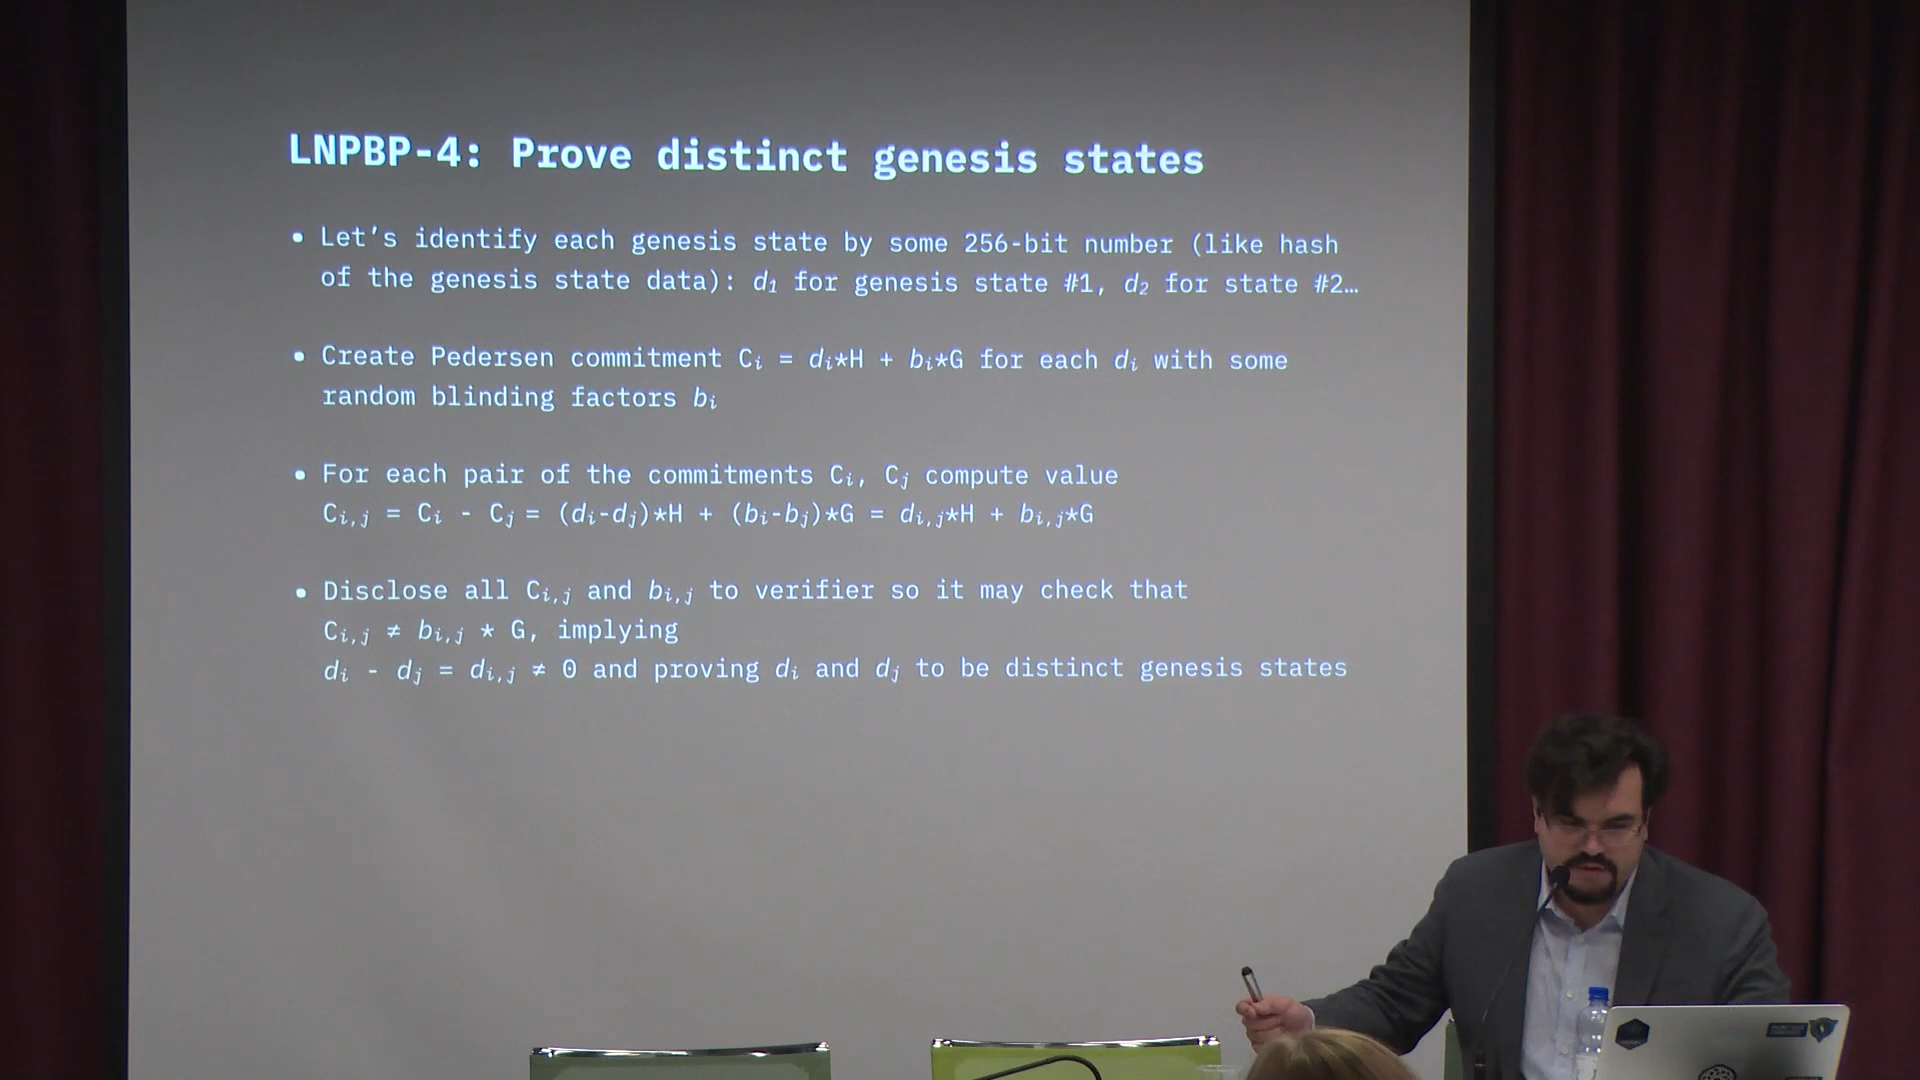 LNPBP-4: Prove distinct genesis states
• Let's identify each genesis state by some 256-bit number (like hash
of the genesis state data): d₁ for genesis state #1, d₂ for state #2…
• Create Pedersen commitment Cᵢ = dᵢ*H + bᵢ*G for each dᵢ with some
random blinding factors bᵢ
• For each pair of the commitments Cᵢ, Cⱼ compute value
Cᵢ,ⱼ = Cᵢ - Cⱼ = (dᵢ-dⱼ)*H + (bᵢ-bⱼ)*G = dᵢ,ⱼ*H + bᵢ,ⱼ*G
• Disclose all Cᵢ,ⱼ and bᵢ,ⱼ to verifier so it may check that
Cᵢ,ⱼ ≠ bᵢ,ⱼ * G, implying
dᵢ - dⱼ = dᵢ,ⱼ ≠ 0 and proving dᵢ and dⱼ to be distinct genesis states